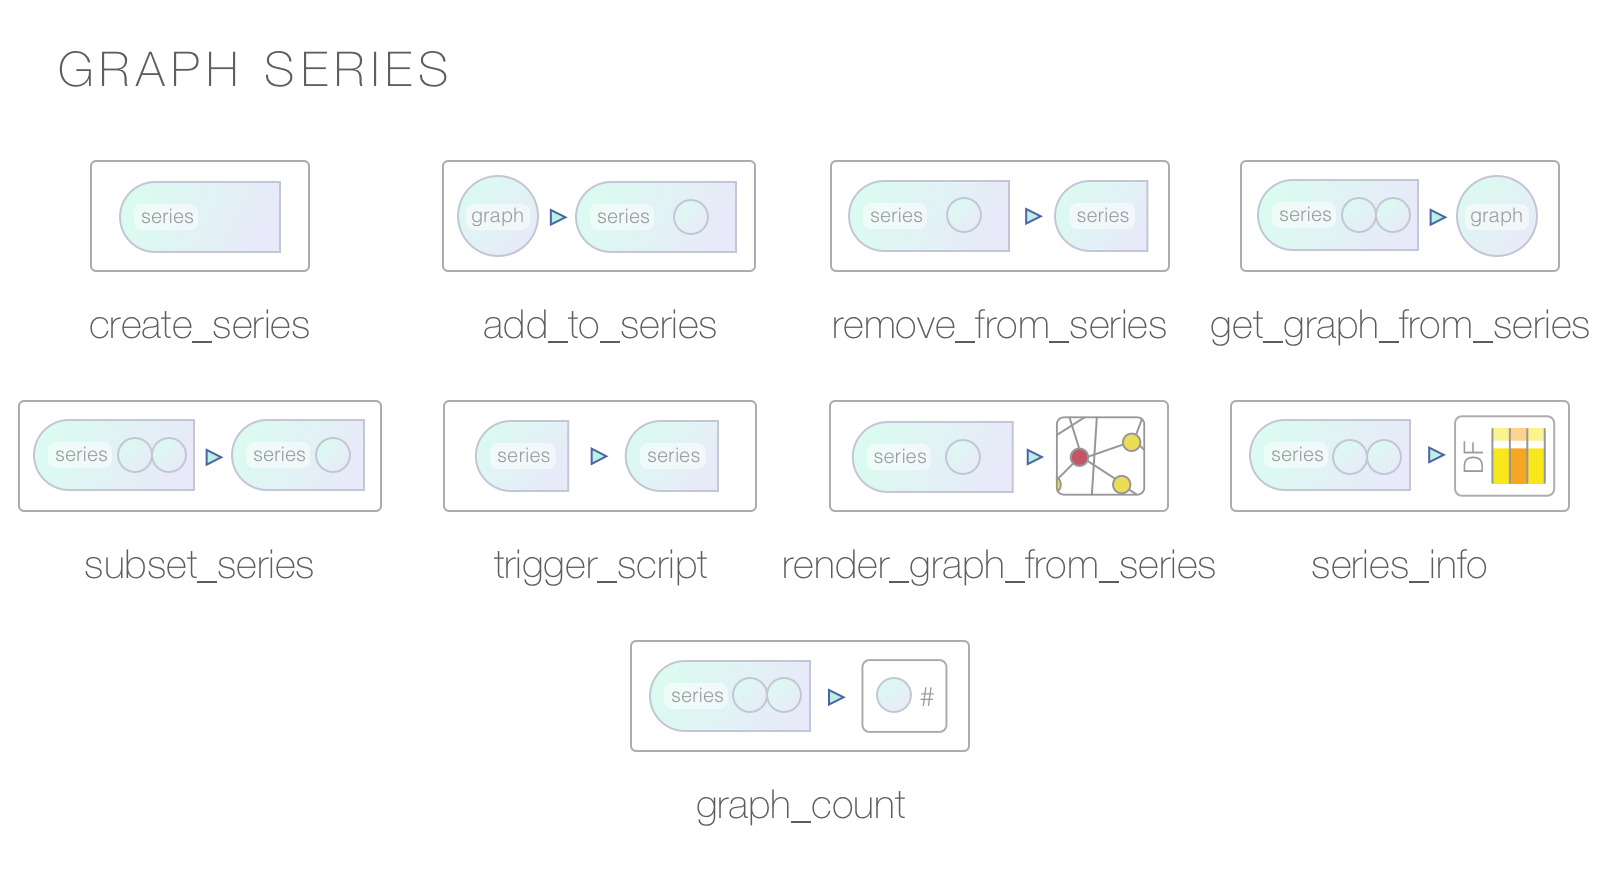 GRAPH SERIES
series
graph series
series series
series graph
create_series
add_to_series
remove_from_series
get_graph_from_series
series series
series series
series
series DF
subset_series
trigger_script
render_graph_from_series
series_info
series #
graph_count